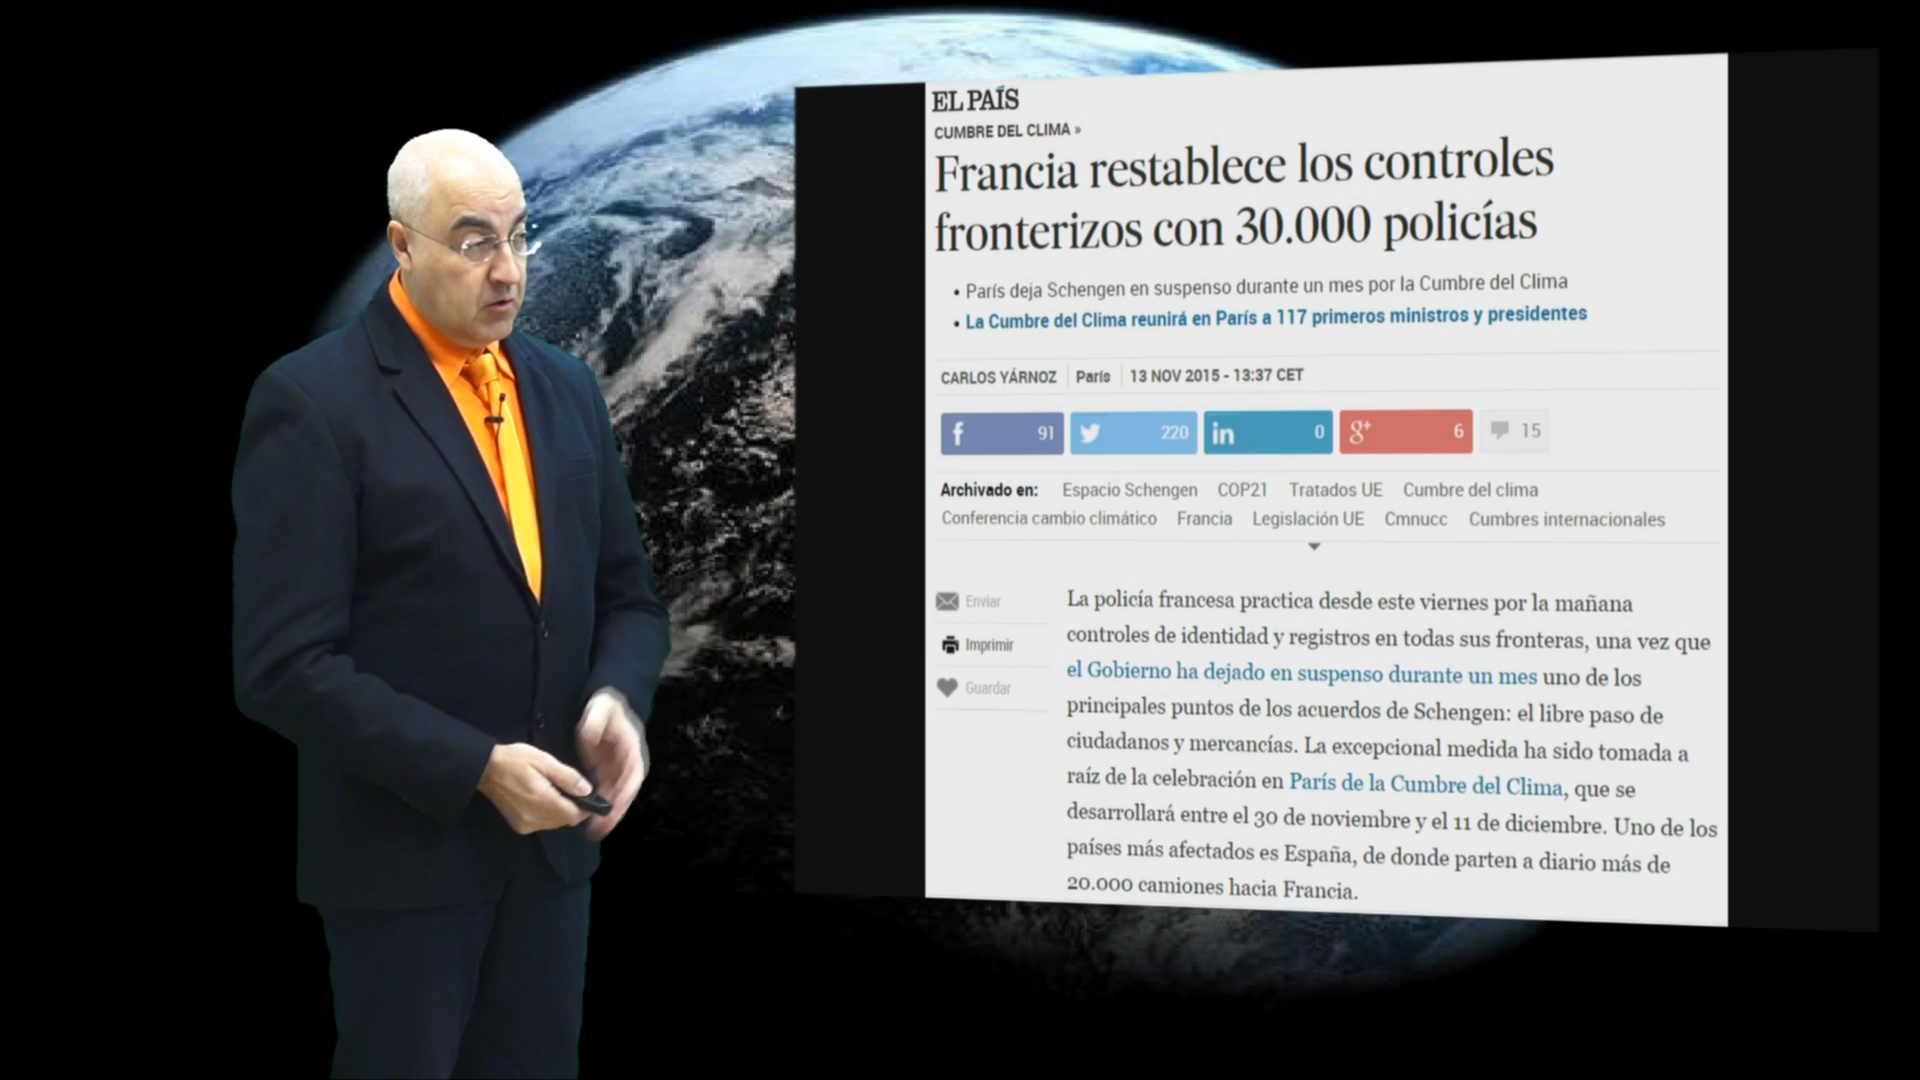 EL PAÍS
CUMBRE DEL CLIMA »
Francia restablece los controles
fronterizos con 30.000 policías
• París deja Schengen en suspenso durante un mes por la Cumbre del Clima
• La Cumbre del Clima reunirá en París a 117 primeros ministros y presidentes
CARLOS YÁRNOZ | París | 13 NOV 2015 - 13:37 CET
f 91 220 in 0 g+ 6 15
Archivado en: Espacio Schengen COP21 Tratados UE Cumbre del clima
Conferencia cambio climático Francia Legislación UE Cmnucc Cumbres internacionales
Enviar
Imprimir
Guardar
La policía francesa practica desde este viernes por la mañana
controles de identidad y registros en todas sus fronteras, una vez que
el Gobierno ha dejado en suspenso durante un mes uno de los
principales puntos de los acuerdos de Schengen: el libre paso de
ciudadanos y mercancías. La excepcional medida ha sido tomada a
raíz de la celebración en París de la Cumbre del Clima, que se
desarrollará entre el 30 de noviembre y el 11 de diciembre. Uno de los
países más afectados es España, de donde parten a diario más de
20.000 camiones hacia Francia.